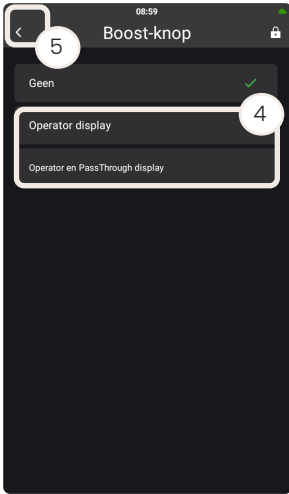 08:59
Boost-knop
5
Geen
4
Operator display
Operator en PassThrough display